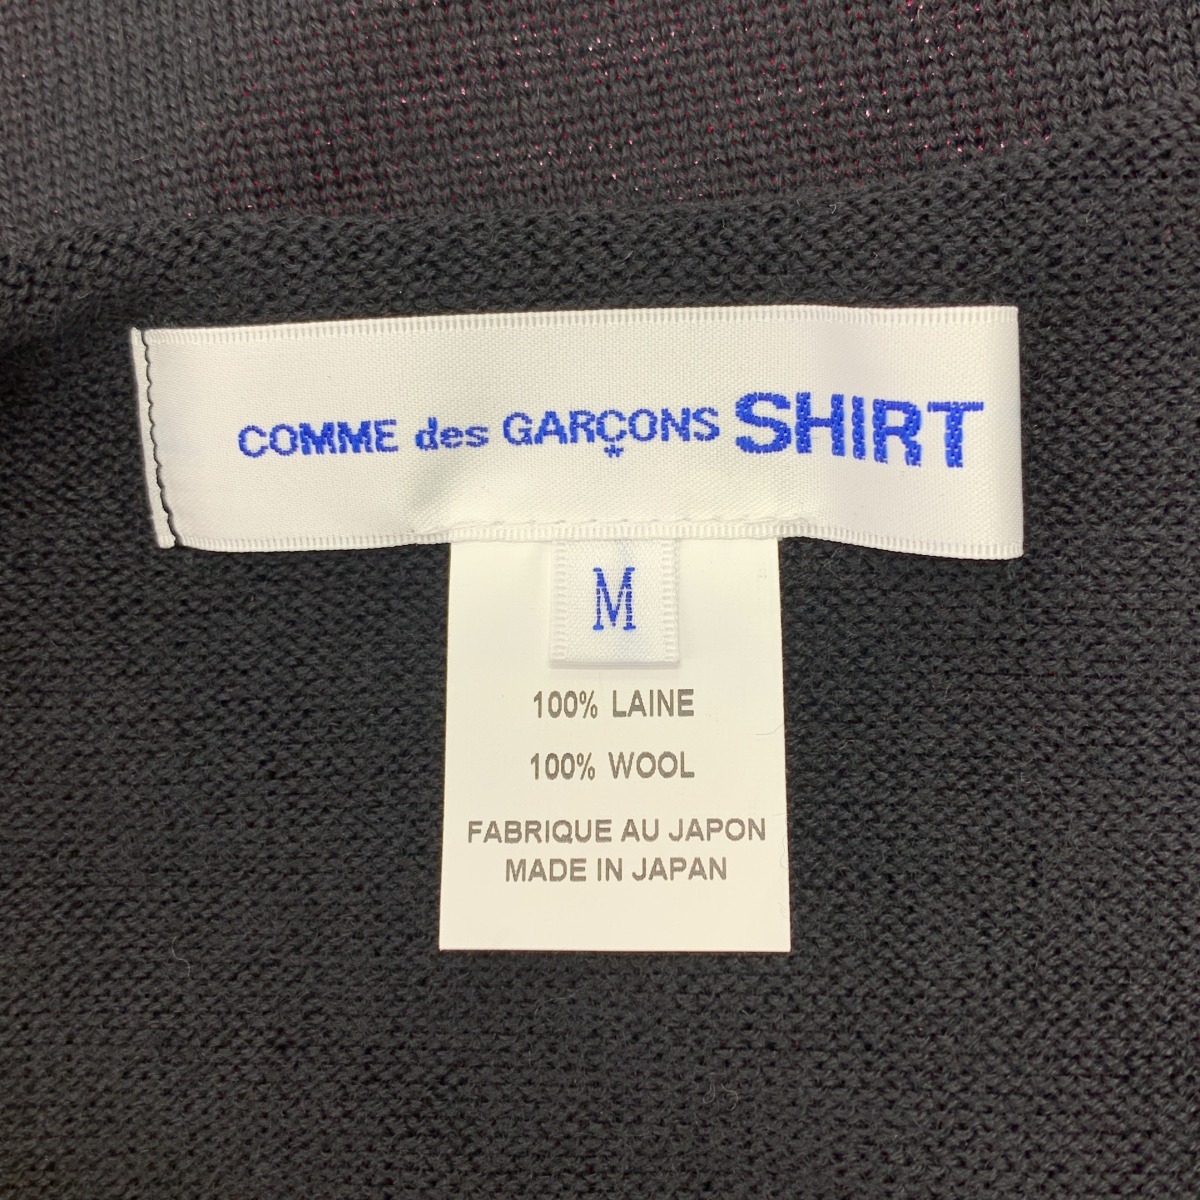 COMME des GARÇONS SHIRT
M
100% LAINE
100% WOOL
FABRIQUE AU JAPON
MADE IN JAPAN